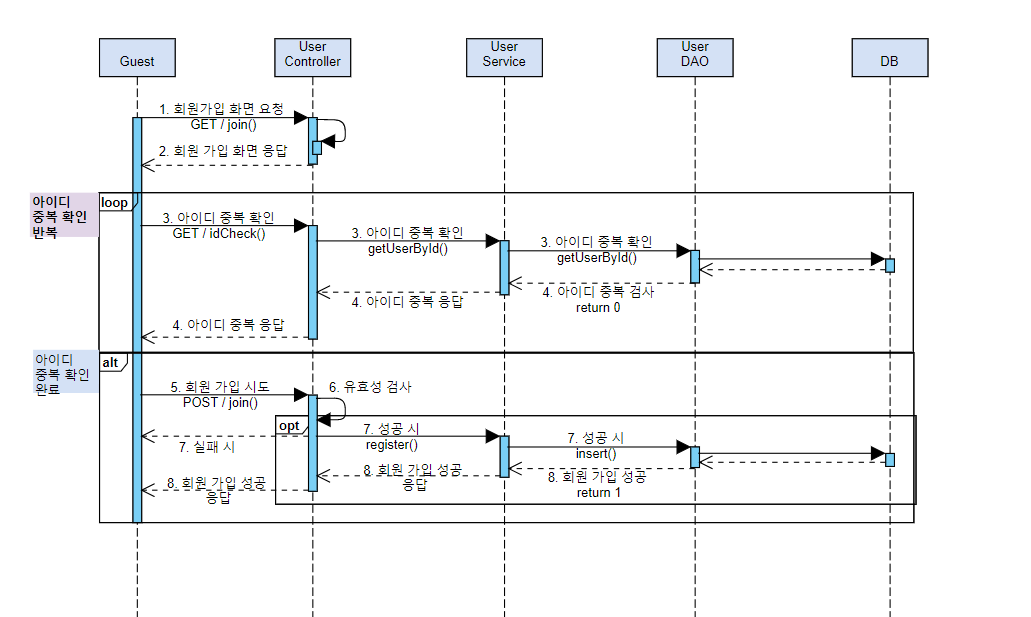 Guest
User
Controller
User
Service
User
DAO
DB
1. 회원가입 화면 요청
GET / join()
2. 회원 가입 화면 응답
아이디
중복 확인
반복
loop
3. 아이디 중복 확인
GET / idCheck()
3. 아이디 중복 확인
getUserById()
3. 아이디 중복 확인
getUserById()
4. 아이디 중복 검사
return 0
4. 아이디 중복 응답
4. 아이디 중복 응답
아이디
중복 확인
완료
alt
5. 회원 가입 시도
POST / join()
6. 유효성 검사
opt
7. 실패 시
7. 성공 시
register()
7. 성공 시
insert()
8. 회원 가입 성공
return 1
8. 회원 가입 성공
응답
8. 회원 가입 성공
응답